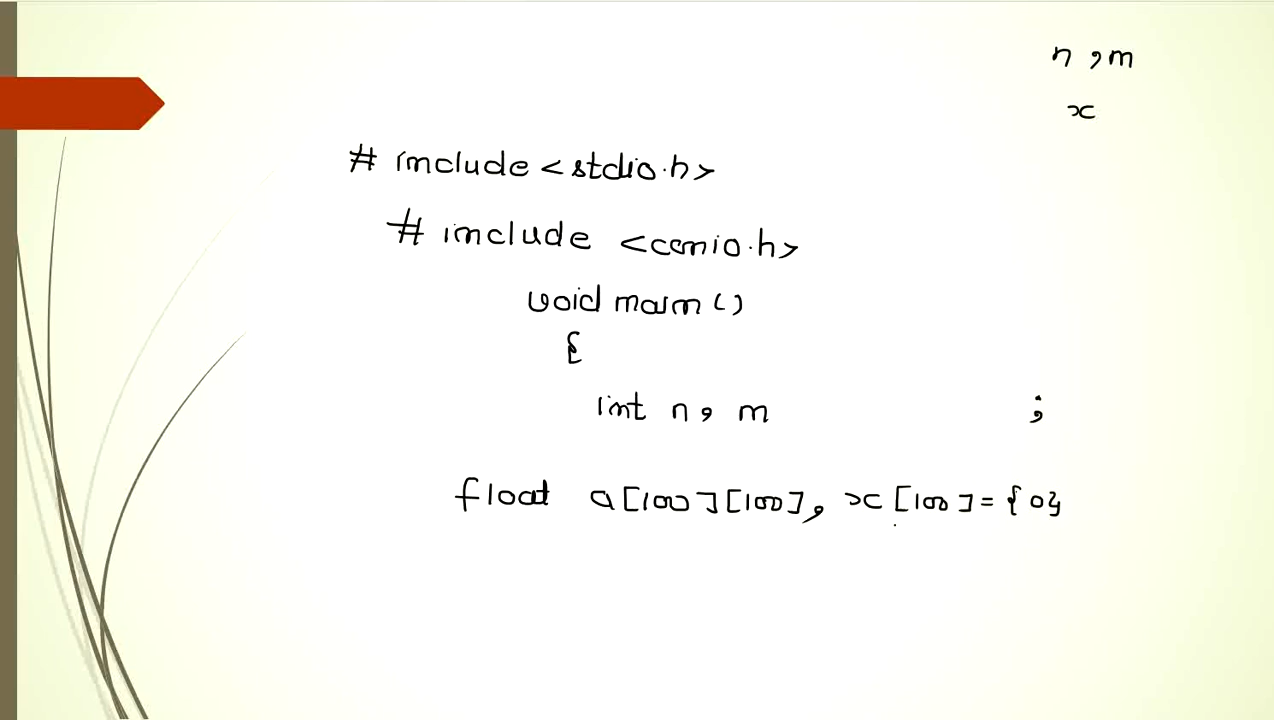 n , m
x
# include <stdio.h>
# include <conio.h>
void main ()
{
int n, m ;
float a[100][100], x[100]={0}